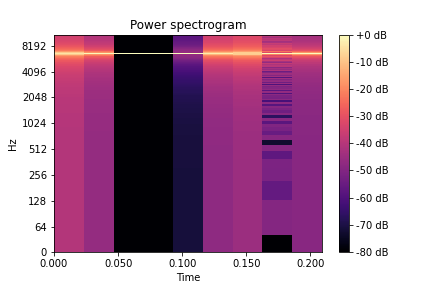 Power spectrogram
Hz
8192
4096
2048
1024
512
256
128
64
0
0.000
0.050
0.100
0.150
0.200
Time
+0 dB
-10 dB
-20 dB
-30 dB
-40 dB
-50 dB
-60 dB
-70 dB
-80 dB